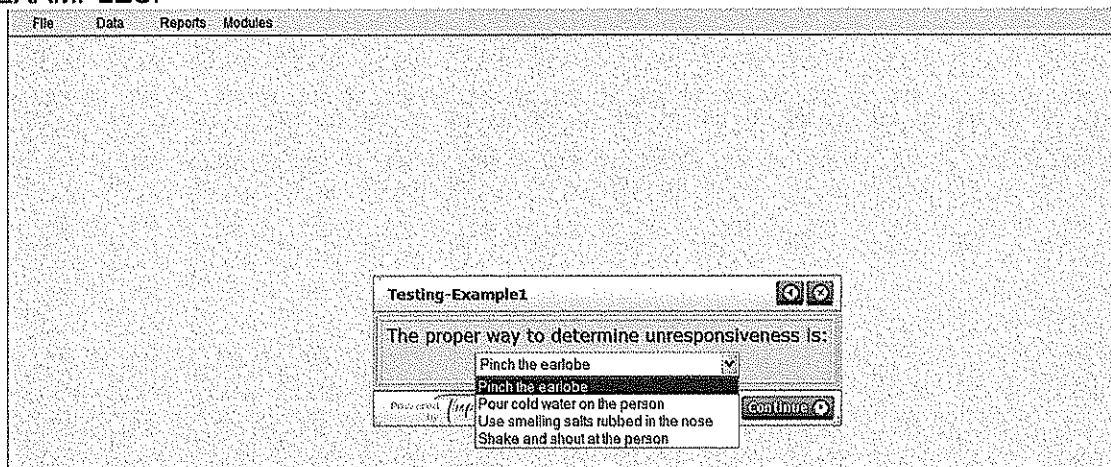 File Data Reports Modules
Testing-Example1
The proper way to determine unresponsiveness is:
Pinch the earlobe
Pinch the earlobe
Pour cold water on the person
Use smelling salts rubbed in the nose
Shake and shout at the person
Powered by
continue